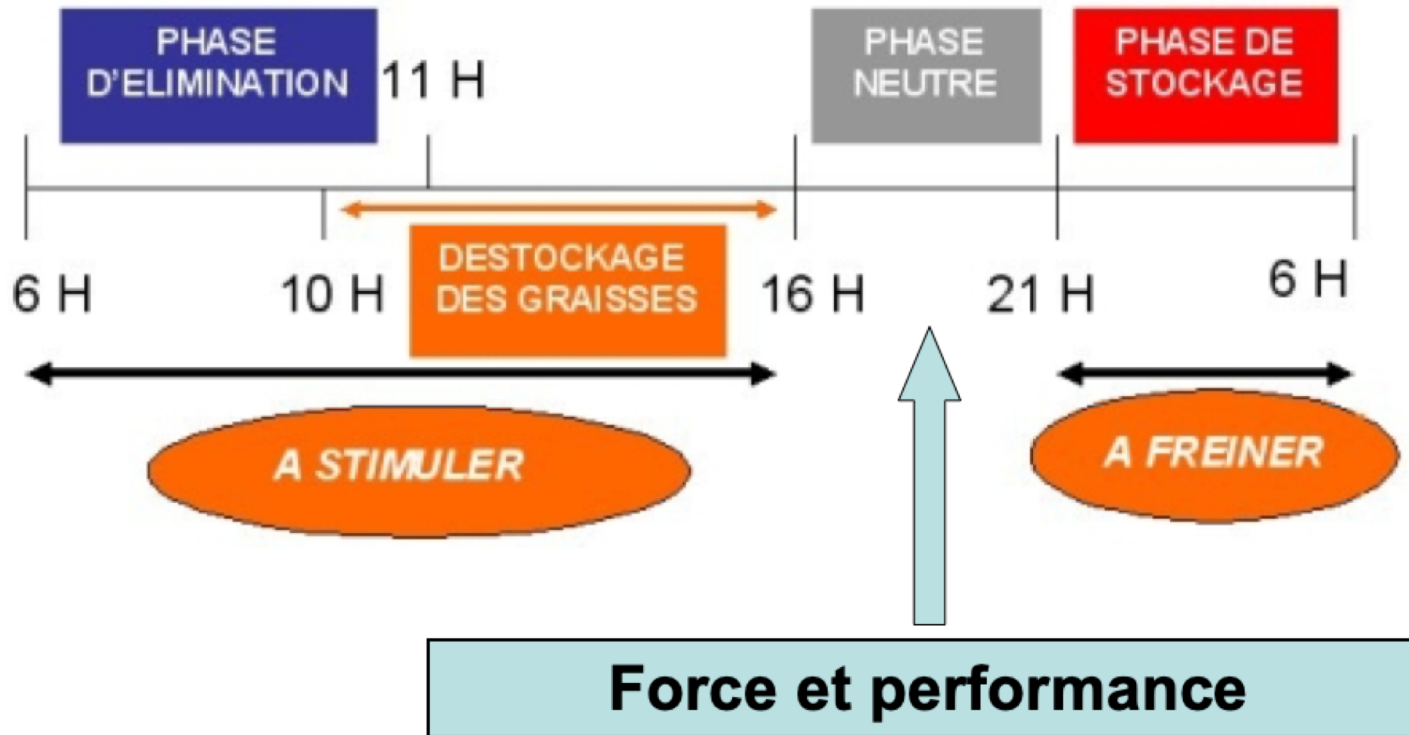 PHASE
D'ELIMINATION
11 H
PHASE
NEUTRE
PHASE DE
STOCKAGE
DESTOCKAGE
DES GRAISSES
6 H
10 H
16 H
21 H
6 H
A STIMULER
A FREINER
Force et performance